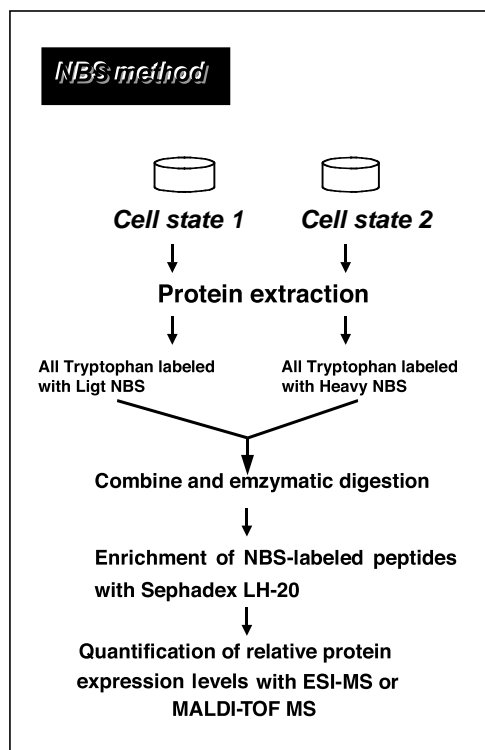 NBS method
Cell state 1
Cell state 2
Protein extraction
All Tryptophan labeled
with Ligt NBS
All Tryptophan labeled
with Heavy NBS
Combine and emzymatic digestion
Enrichment of NBS-labeled peptides
with Sephadex LH-20
Quantification of relative protein
expression levels with ESI-MS or
MALDI-TOF MS